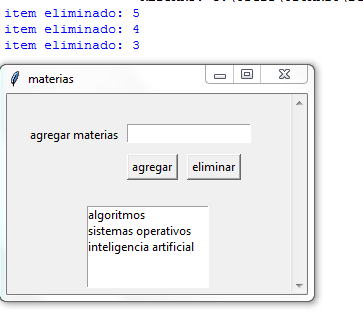 item eliminado: 5
item eliminado: 4
item eliminado: 3
materias
agregar materias
agregar eliminar
algoritmos
sistemas operativos
inteligencia artificial